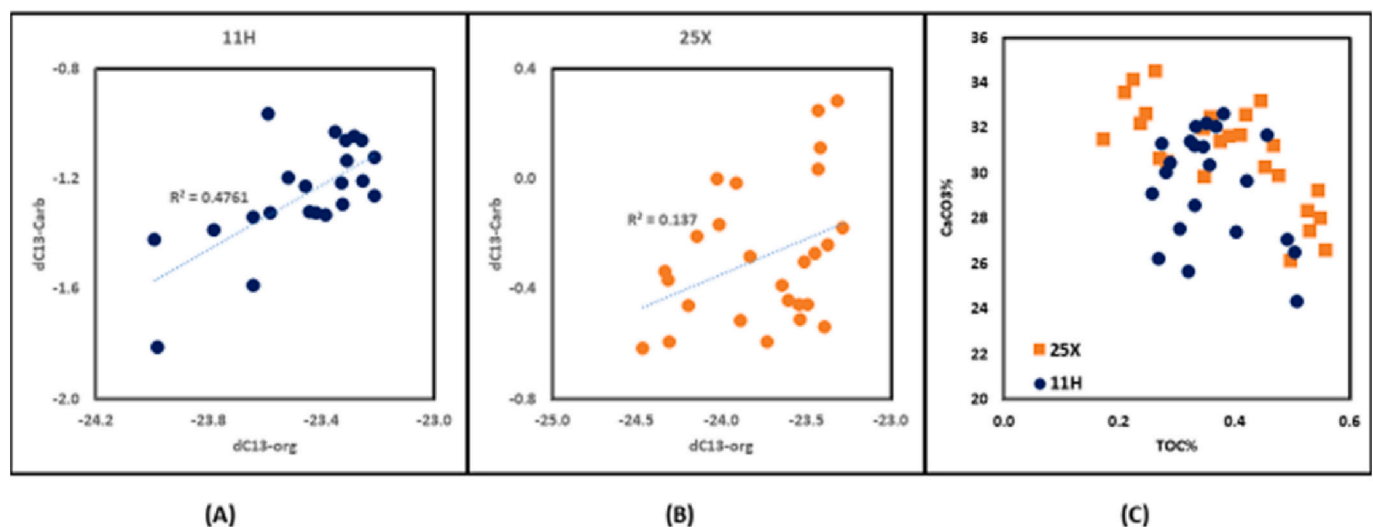 11H
-0.8
-1.2
-1.6
-2.0
dC13-Carb
R² = 0.4761
-24.2 -23.8 -23.4 -23.0
dC13-org
(A)
25X
0.4
0.0
-0.4
-0.8
dC13-Carb
R² = 0.137
-25.0 -24.5 -24.0 -23.5 -23.0
dC13-org
(B)
36
34
32
30
28
26
24
22
20
CaCO3%
25X
11H
0.0 0.2 0.4 0.6
TOC%
(C)